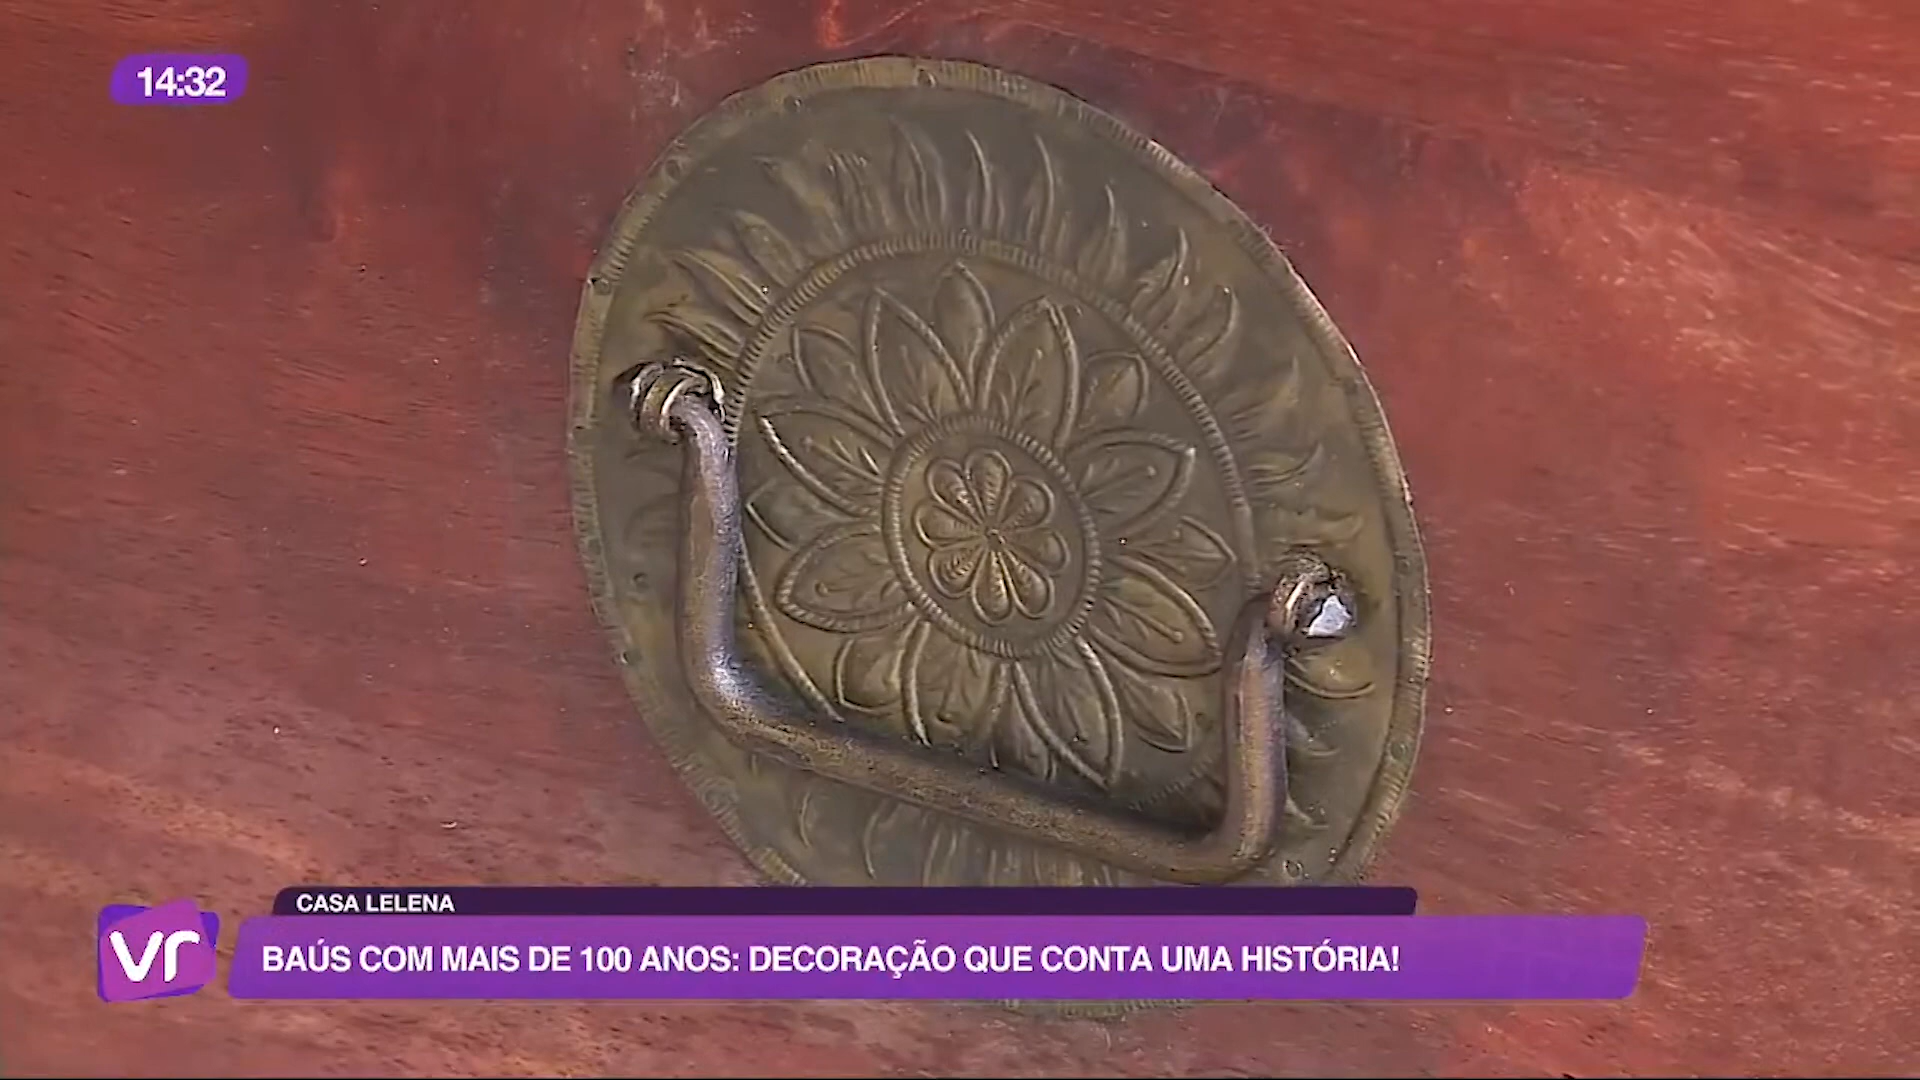 14:32
CASA LELENA
vr
BAÚS COM MAIS DE 100 ANOS: DECORAÇÃO QUE CONTA UMA HISTÓRIA!